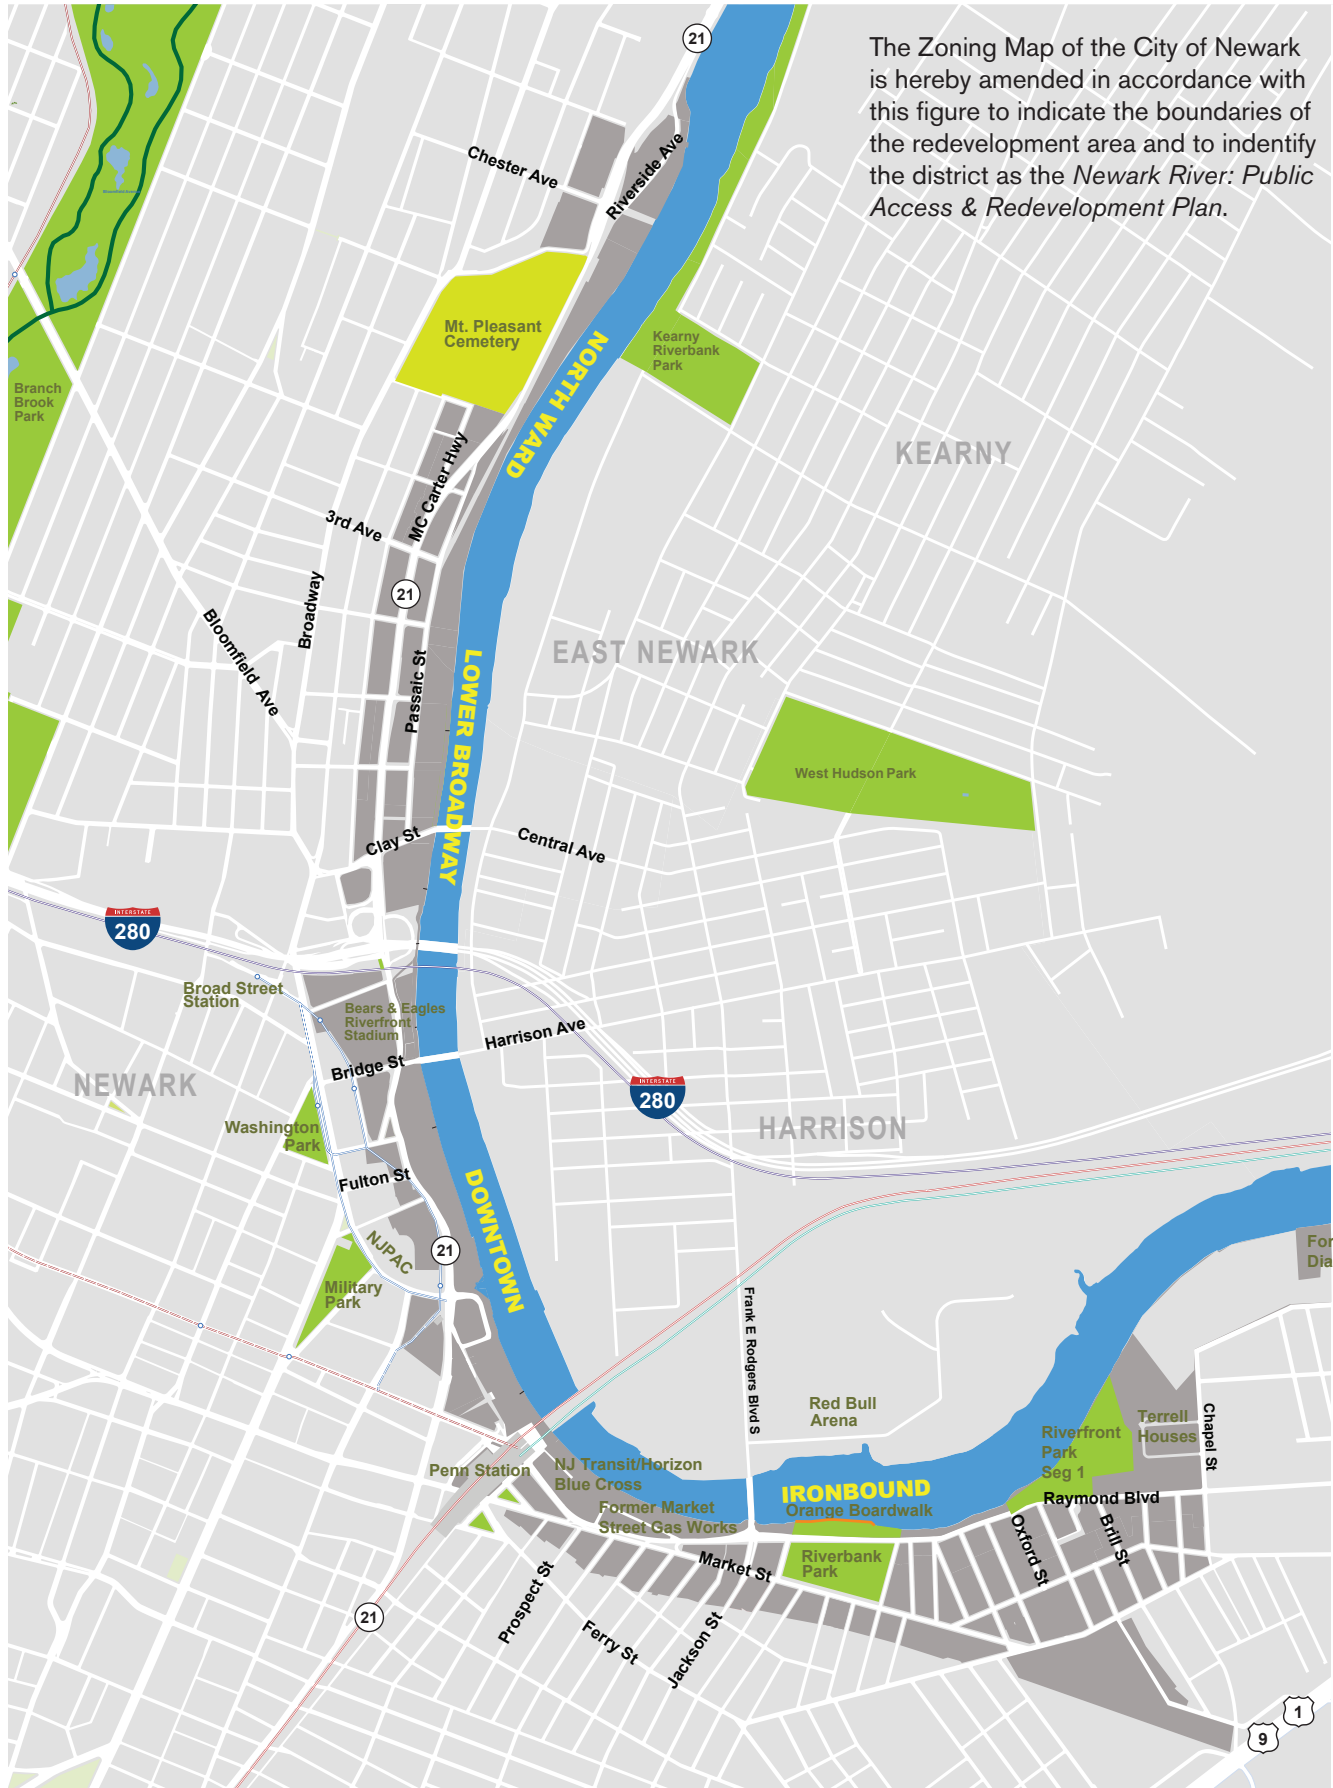 21
The Zoning Map of the City of Newark
is hereby amended in accordance with
this figure to indicate the boundaries of
the redevelopment area and to indentify
the district as the Newark River: Public
Access & Redevelopment Plan.
Chester Ave
Riverside Ave
Mt. Pleasant
Cemetery
NORTH WARD
Kearny
Riverbank
Park
Branch
Brook
Park
KEARNY
MC Carter Hwy
3rd Ave
21
Broadway
Bloomfield Ave
Passaic St
LOWER BROADWAY
EAST NEWARK
West Hudson Park
Clay St
Central Ave
INTERSTATE
280
Broad Street
Station
Bears & Eagles
Riverfront
Stadium
Harrison Ave
Bridge St
NEWARK
INTERSTATE
280
HARRISON
Washington
Park
Fulton St
DOWNTOWN
NJPAC
21
Military
Park
For
Dia
Frank E Rodgers Blvd S
Red Bull
Arena
Riverfront
Park
Seg 1
Terrell
Houses
Chapel St
Penn Station
NJ Transit/Horizon
Blue Cross
IRONBOUND
Orange Boardwalk
Raymond Blvd
Former Market
Street Gas Works
Oxford St
Brill St
Market St
Riverbank
Park
Prospect St
Ferry St
Jackson St
21
1
9